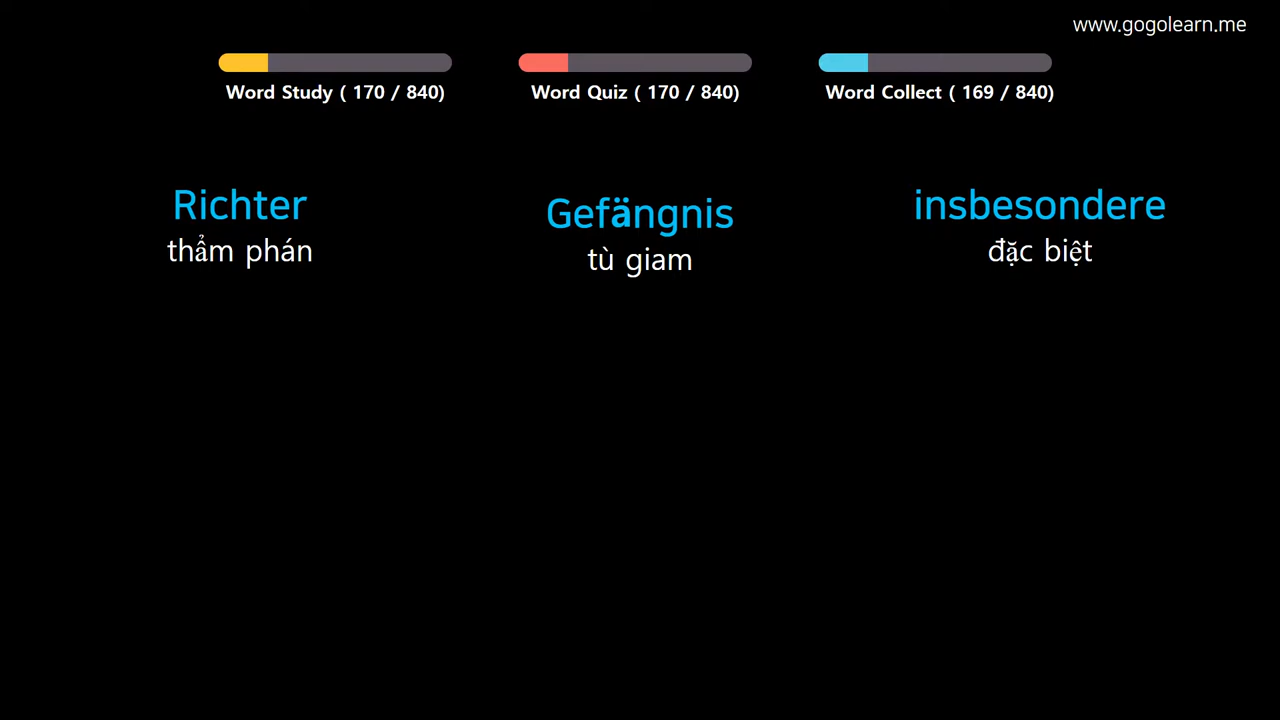 www.gogolearn.me
Word Study ( 170 / 840)
Word Quiz ( 170 / 840)
Word Collect ( 169 / 840)
Richter
thẩm phán
Gefängnis
tù giam
insbesondere
đặc biệt